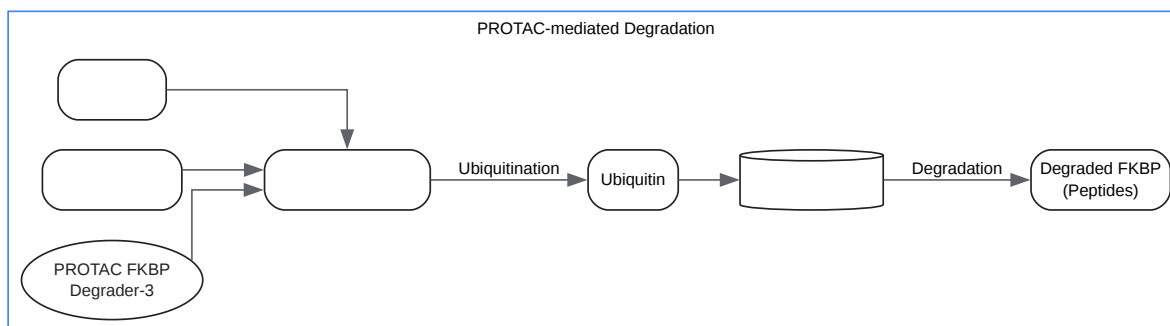 PROTAC-mediated Degradation
Ubiquitination
Ubiquitin
Degradation
Degraded FKBP
(Peptides)
PROTAC FKBP
Degrader-3